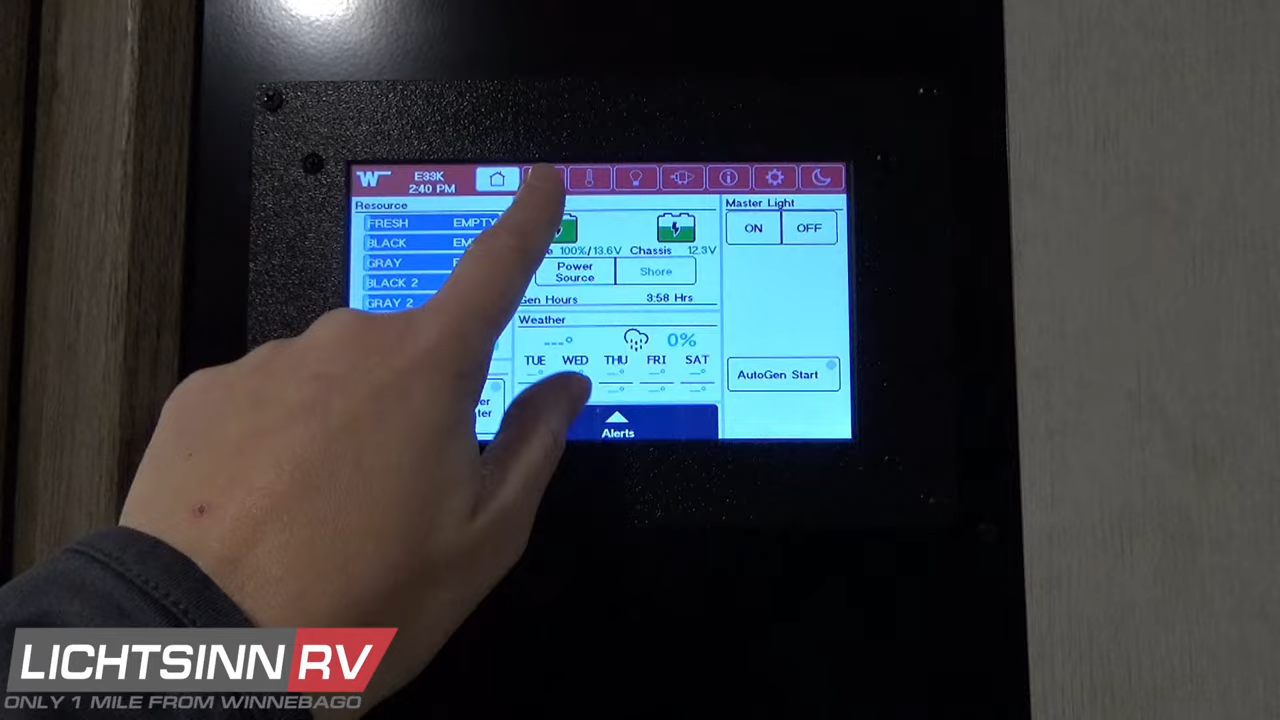 E33K
2:40 PM
Resource
Master Light
FRESH EMPTY
BLACK
GRAY
BLACK 2
GRAY 2
100%/13.6V Chassis 12.3V
ON OFF
Power Source Shore
Gen Hours 3:58 Hrs
Weather
0%
TUE WED THU FRI SAT
AutoGen Start
Alerts
LICHTSINN RV
ONLY 1 MILE FROM WINNEBAGO